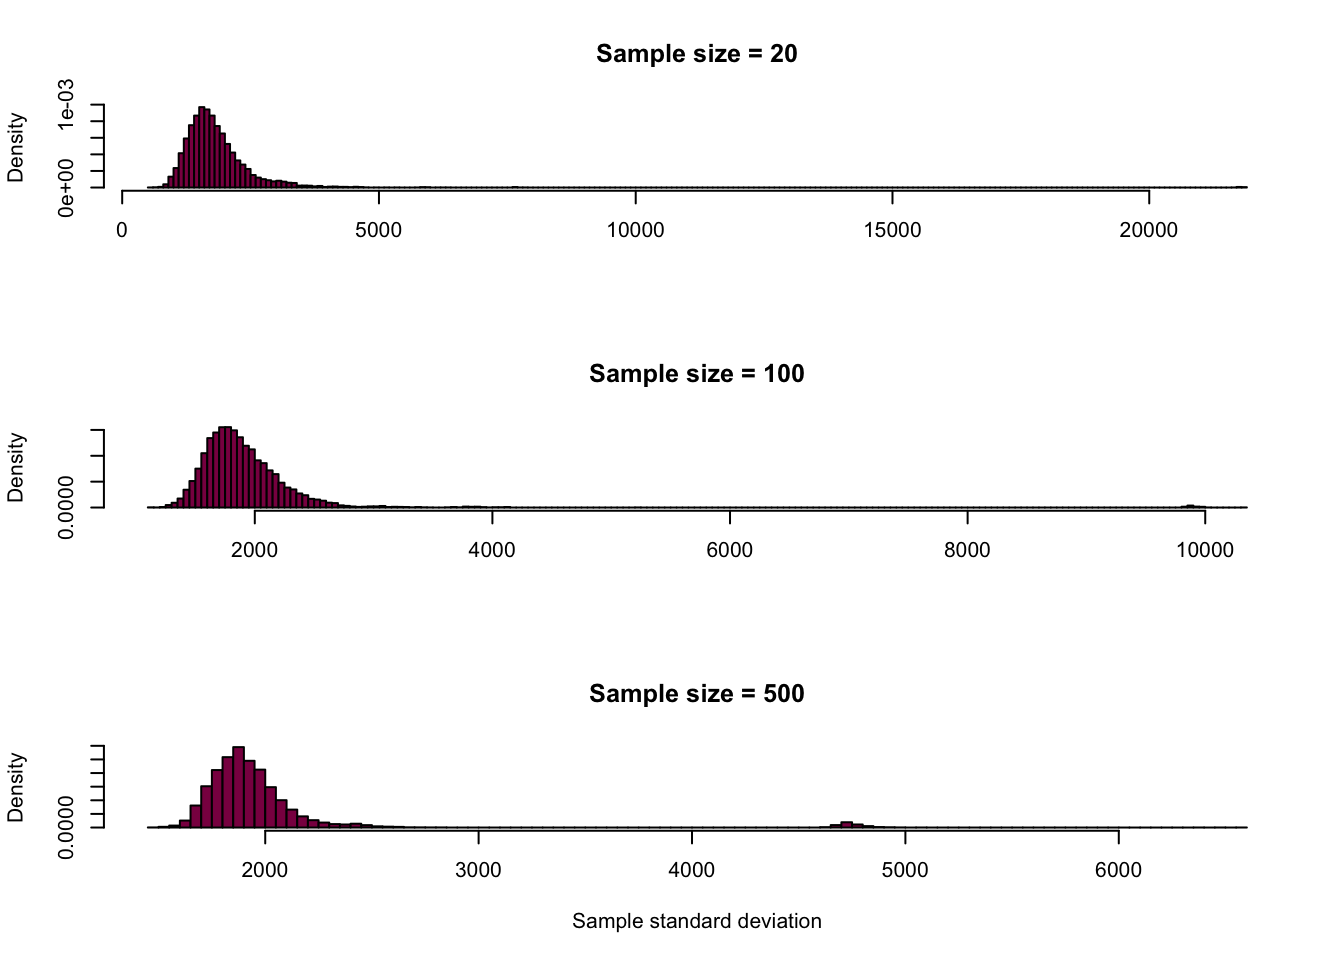 Sample size = 20
Density
0e+00 1e-03
0 5000 10000 15000 20000
Sample size = 100
Density
0.0000
2000 4000 6000 8000 10000
Sample size = 500
Density
0.0000
2000 3000 4000 5000 6000
Sample standard deviation